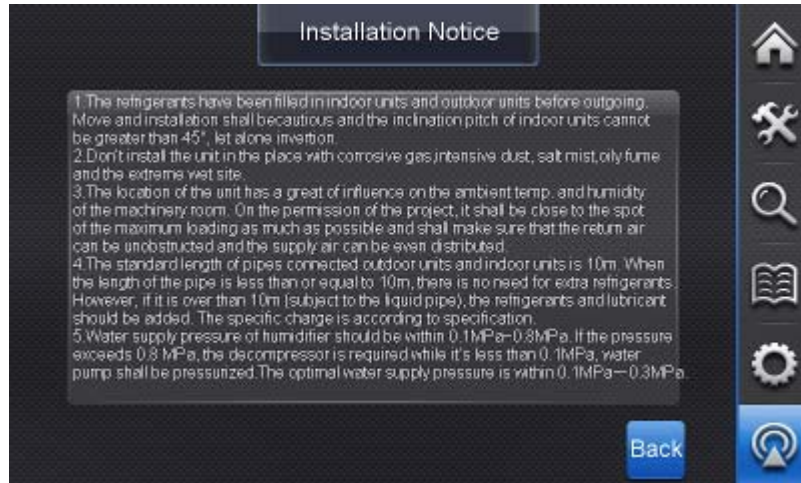 Installation Notice
1.The refrigerants have been filled in indoor units and outdoor units before outgoing.
Move and installation shall becautious and the inclination pitch of indoor units cannot
be greater than 45°, let alone invertion.
2.Don't install the unit in the place with corrosive gas,intensive dust, salt mist,oily fume
and the extreme wet site.
3.The location of the unit has a great of influence on the ambient temp. and humidity
of the machinery room. On the permission of the project, it shall be close to the spot
of the maximum loading as much as possible and shall make sure that the return air
can be unobstructed and the supply air can be even distributed.
4.The standard length of pipes connected outdoor units and indoor units is 10m. When
the length of the pipe is less than or equal to 10m, there is no need for extra refrigerants.
However, if it is over than 10m (subject to the liquid pipe), the refrigerants and lubricant
should be added. The specific charge is according to specification.
5.Water supply pressure of humidifier should be within 0.1MPa-0.8MPa. If the pressure
exceeds 0.8 MPa, the decompressor is required while it's less than 0.1MPa, water
pump shall be pressurized.The optimal water supply pressure is within 0.1MPa—0.3MPa.
Back